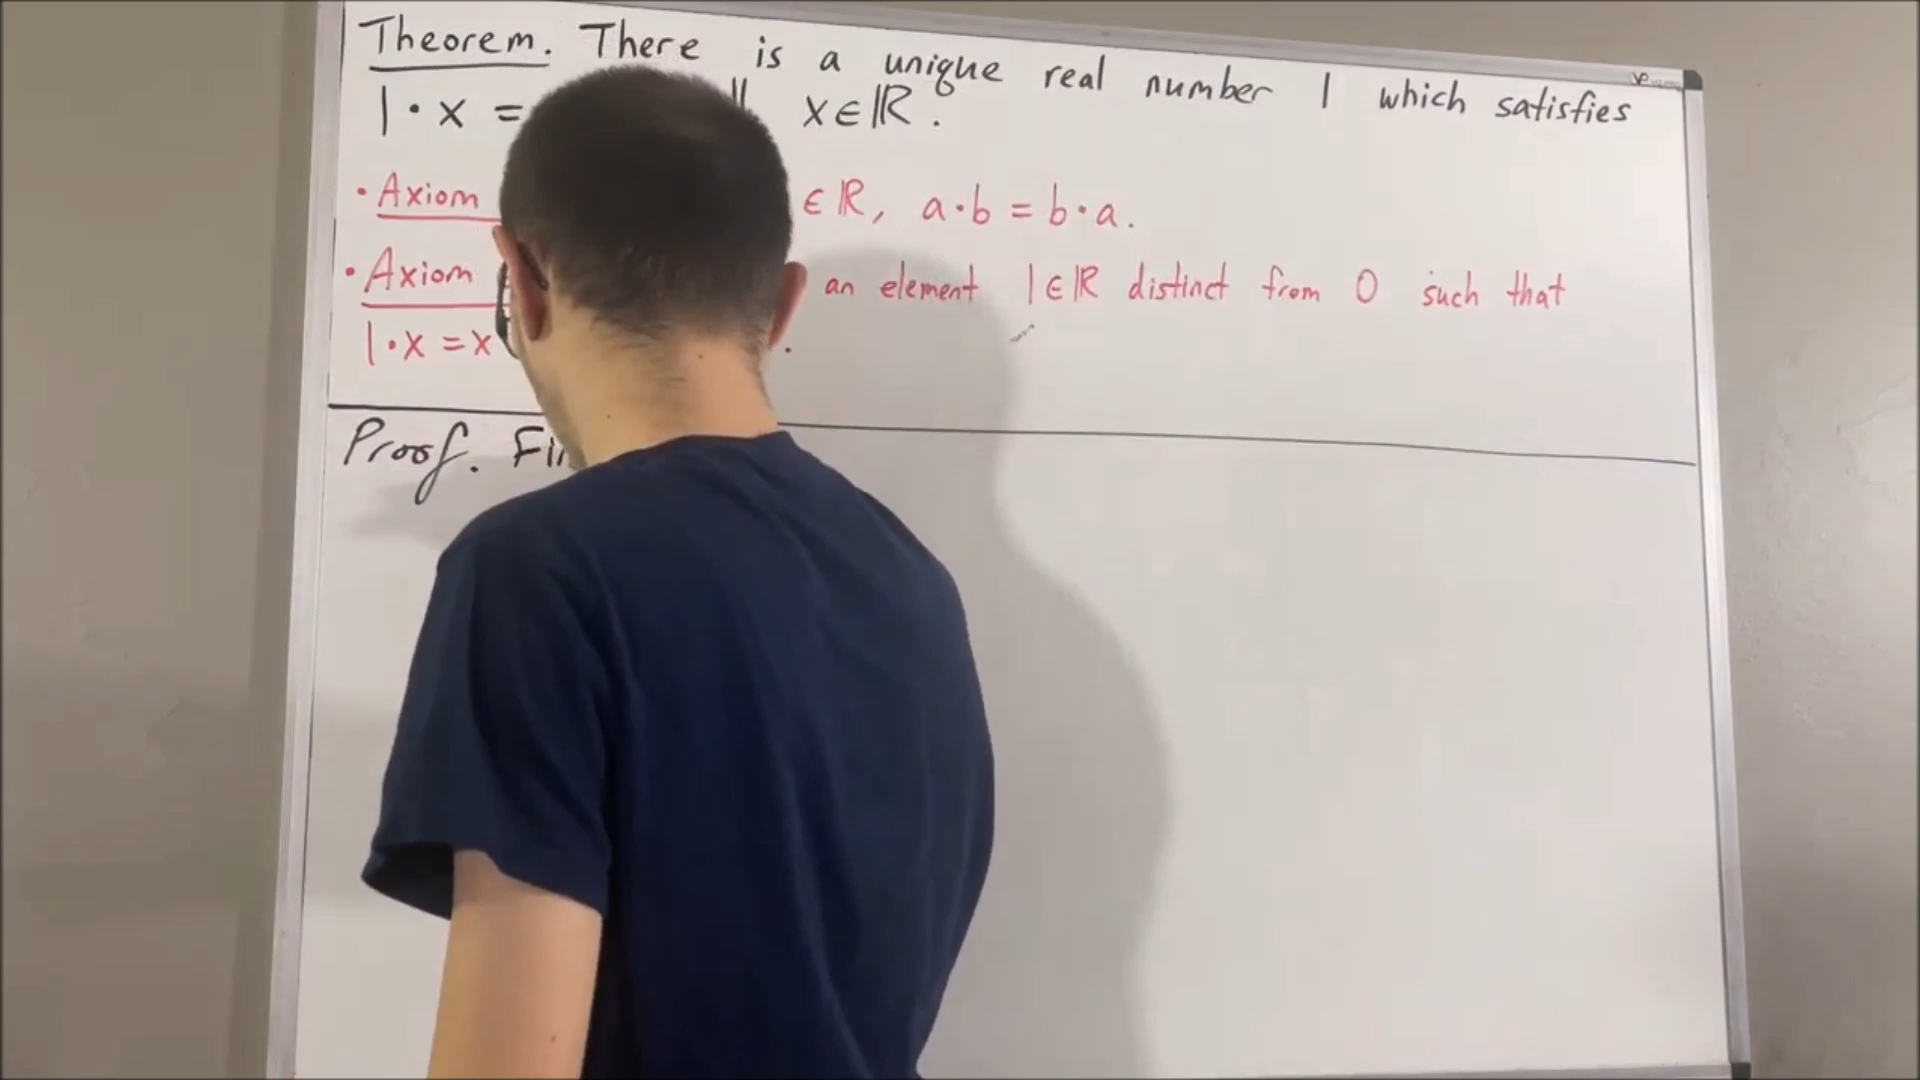 Theorem. There is a unique real number 1 which satisfies
1 · x = x ∈ ℝ.
• Axiom ∈ ℝ, a · b = b · a.
• Axiom an element 1 ∈ ℝ distinct from 0 such that
1 · x = x .
Proof.